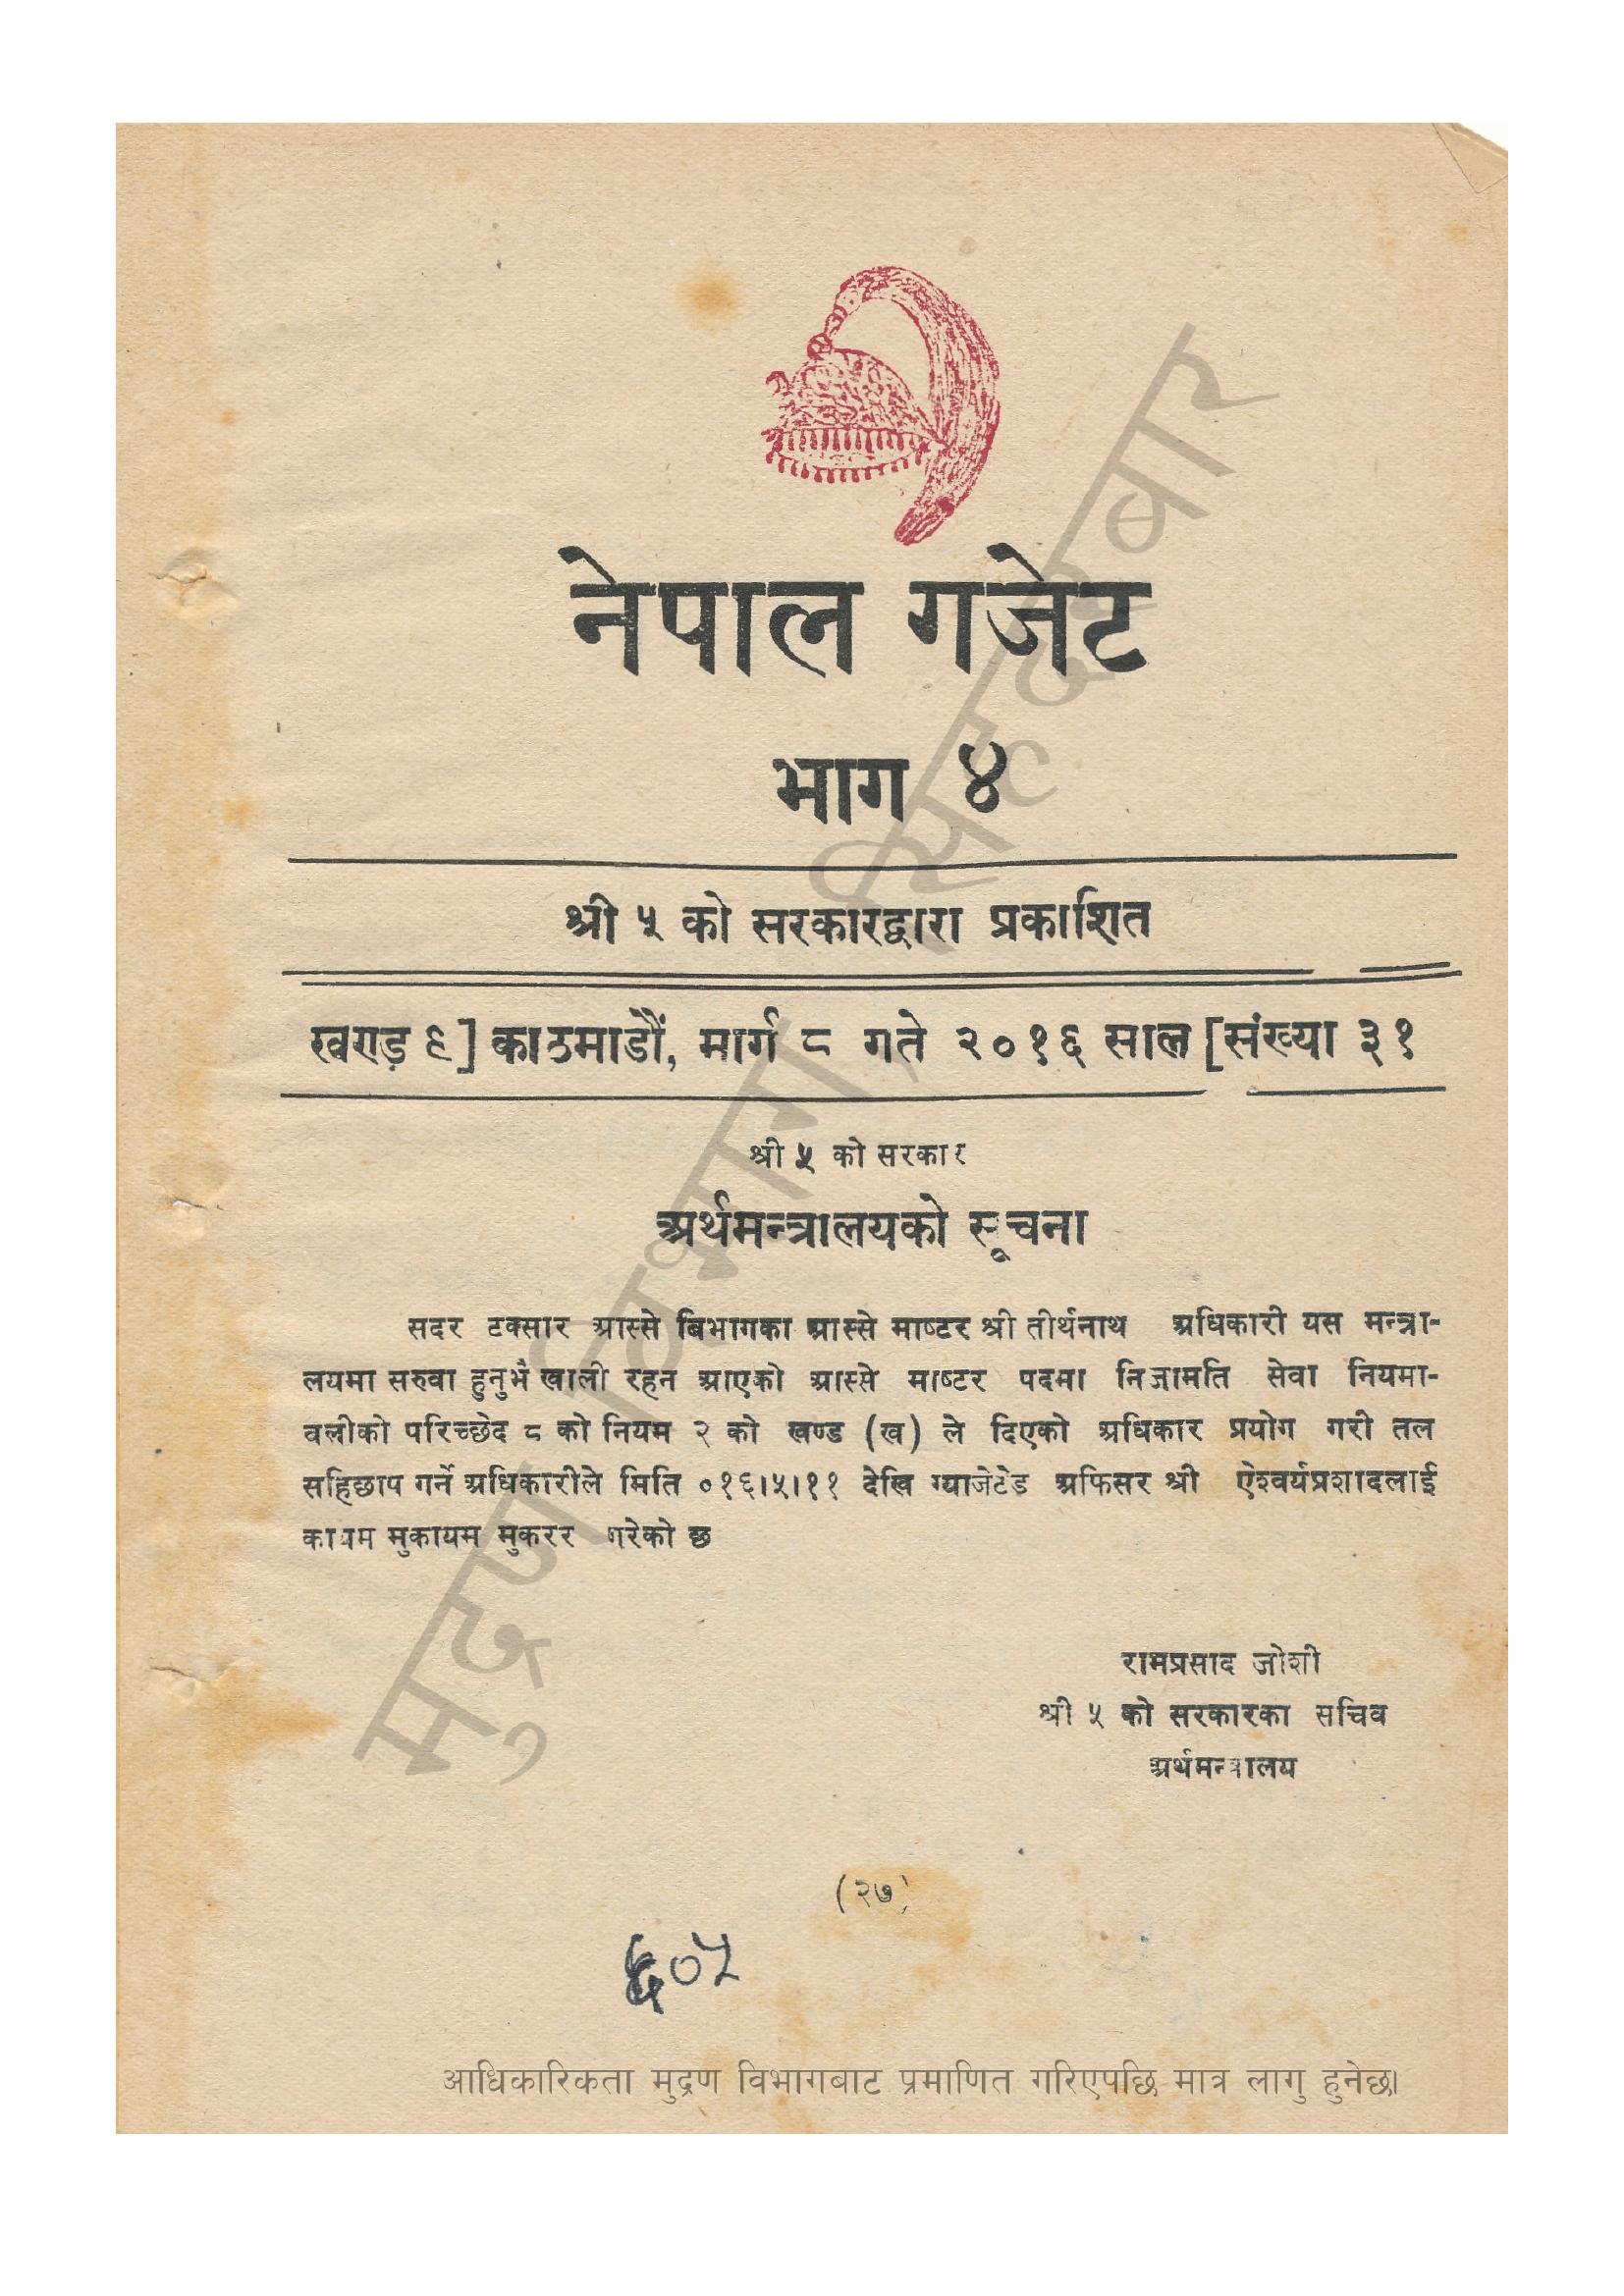 नेपाल गजेट
भाग ४
श्री ५ को सरकारद्वारा प्रकाशित
खण्ड ९] काठमाडौं, मार्ग ८ गते २०१६ साल [संख्या ३१
श्री ५ को सरकार
अर्थमन्त्रालयको सूचना
सदर टक्सार आस्से बिभागका आस्से माष्टर श्री तीर्थनाथ अधिकारी यस मन्त्रा-
लयमा सरुवा हुनुभै खाली रहन आएको आस्से माष्टर पदमा निजामति सेवा नियमा-
वलीको परिच्छेद ८ को नियम २ को खण्ड (ख) ले दिएको अधिकार प्रयोग गरी तल
सहिछाप गर्ने अधिकारीले मिति ०१६।५।११ देखि ग्याजेटेड अफिसर श्री ऐश्वर्यप्रशादलाई
कायम मुकायम मुकरर गरेको छ
रामप्रसाद जोशी
श्री ५ को सरकारका सचिव
अर्थमन्त्रालय
(२७)
६०५
मुद्रण विभाग, सिंहदरवार
आधिकारिकता मुद्रण विभागबाट प्रमाणित गरिएपछि मात्र लागु हुनेछ।